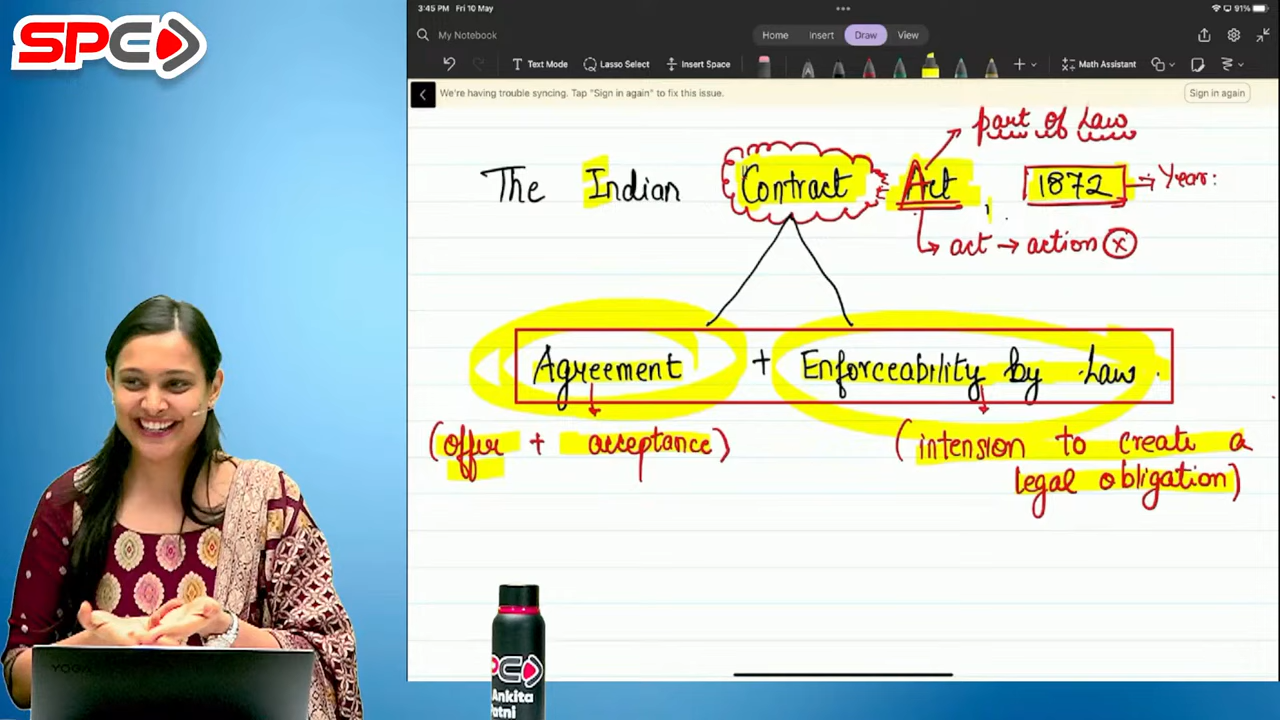 SPC
3:45 PM Fri 10 May
91%
My Notebook
Home Insert Draw View
Text Mode Lasso Select Insert Space Math Assistant
We're having trouble syncing. Tap "Sign in again" to fix this issue.
Sign in again
part of Law
The Indian Contract Act, 1872 → Year:
act → action x
Agreement + Enforceability by Law.
(offer + acceptance)
(intension to create a
legal obligation)
YOGA
SPC
Ankita
Patni